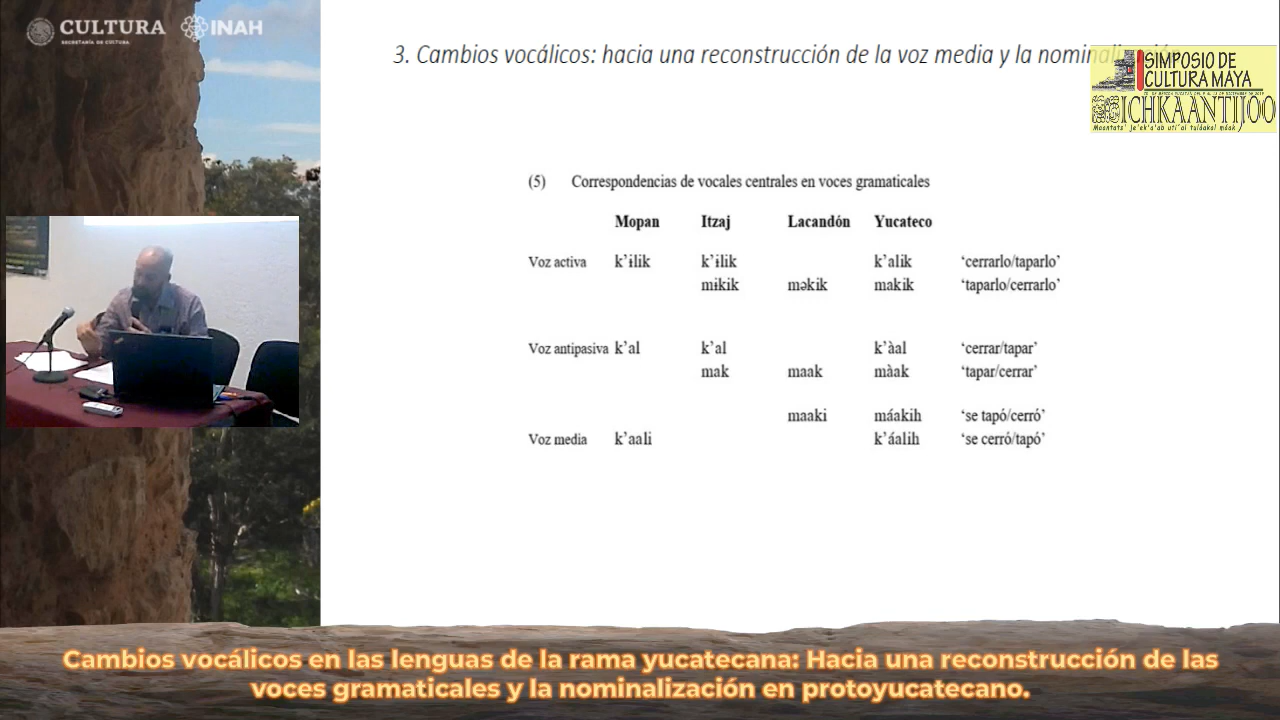 CULTURA
SECRETARÍA DE CULTURA
INAH
3. Cambios vocálicos: hacia una reconstrucción de la voz media y la nominalización
SIMPOSIO DE
CULTURA MAYA
ICHKAANTIJOO
(5) Correspondencias de vocales centrales en voces gramaticales
Mopan Itzaj Lacandón Yucateco
Voz activa k’ɨlik k’ɨlik k’alik ‘cerrarlo/taparlo’
mɨkik məkik makik ‘taparlo/cerrarlo’
Voz antipasiva k’al k’al k’àal ‘cerrar/tapar’
mak maak màak ‘tapar/cerrar’
maaki máakih ‘se tapó/cerró’
Voz media k’aali k’áalih ‘se cerró/tapó’
Cambios vocálicos en las lenguas de la rama yucatecana: Hacia una reconstrucción de las
voces gramaticales y la nominalización en protoyucatecano.